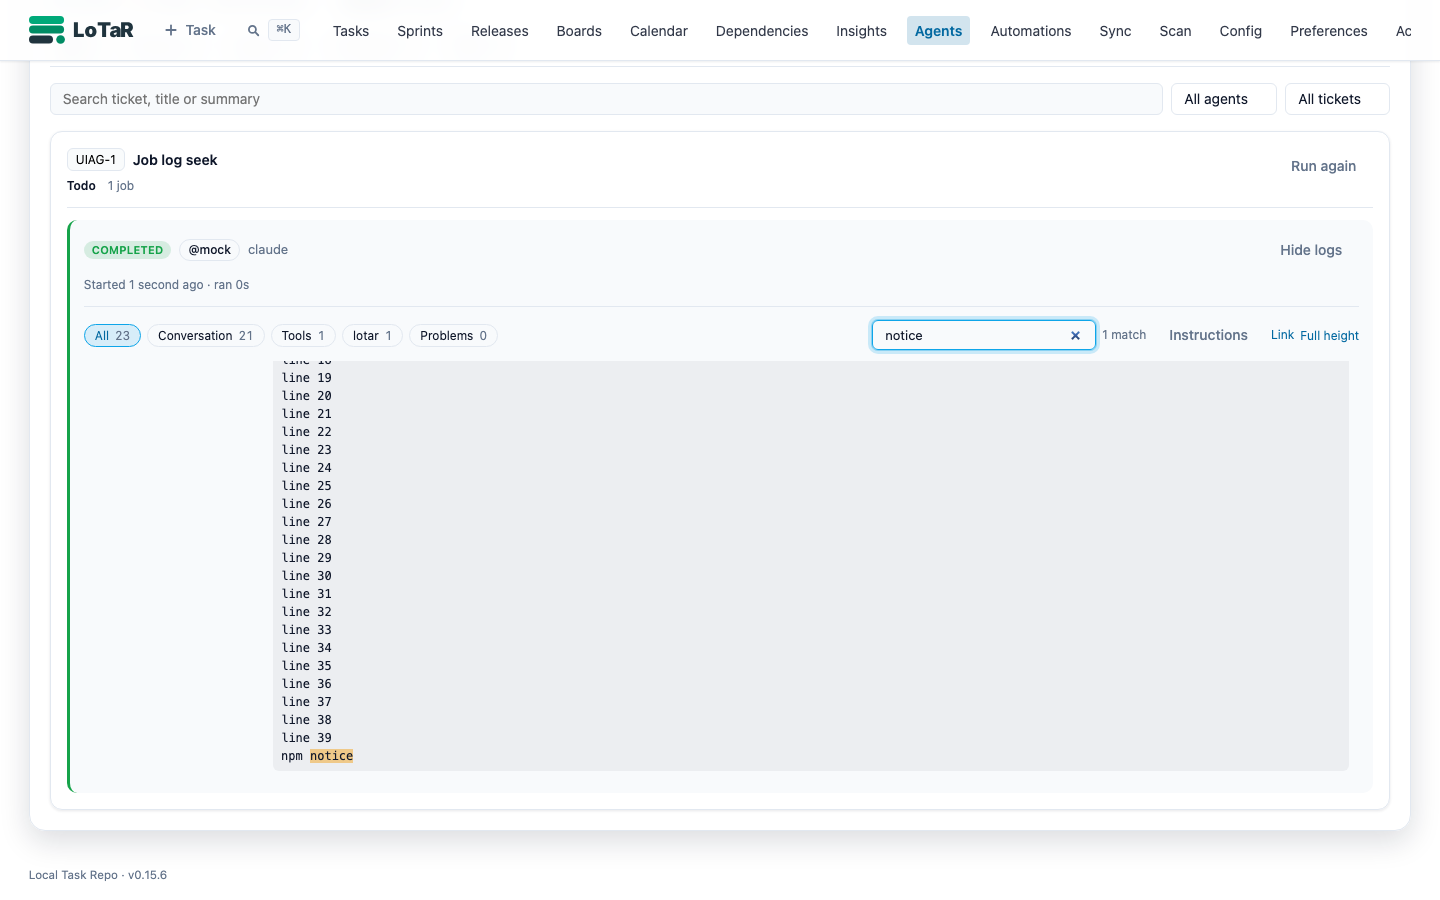 LoTaR + Task ⌘K Tasks Sprints Releases Boards Calendar Dependencies Insights Agents Automations Sync Scan Config Preferences Ac
Search ticket, title or summary All agents All tickets
UIAG-1 Job log seek
Run again
Todo 1 job
COMPLETED @mock claude Hide logs
Started 1 second ago · ran 0s
All 23 Conversation 21 Tools 1 lotar 1 Problems 0 notice × 1 match Instructions Link Full height
line 18
line 19
line 20
line 21
line 22
line 23
line 24
line 25
line 26
line 27
line 28
line 29
line 30
line 31
line 32
line 33
line 34
line 35
line 36
line 37
line 38
line 39
npm notice
Local Task Repo · v0.15.6